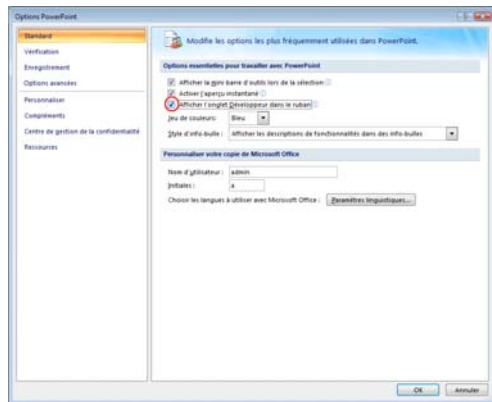 Options PowerPoint
Standard
Vérification
Enregistrement
Options avancées
Personnaliser
Compléments
Centre de gestion de la confidentialité
Ressources
Modifie les options les plus fréquemment utilisées dans PowerPoint.
Options essentielles pour travailler avec PowerPoint
Afficher la mini barre d'outils lors de la sélection
Activer l'aperçu instantané
Afficher l'onglet Développeur dans le ruban
Jeu de couleurs : Bleu
Style d'info-bulle : Afficher les descriptions de fonctionnalités dans des info-bulles
Personnaliser votre copie de Microsoft Office
Nom d'utilisateur : admin
Initiales : a
Choisir les langues à utiliser avec Microsoft Office : Paramètres linguistiques...
OK Annuler